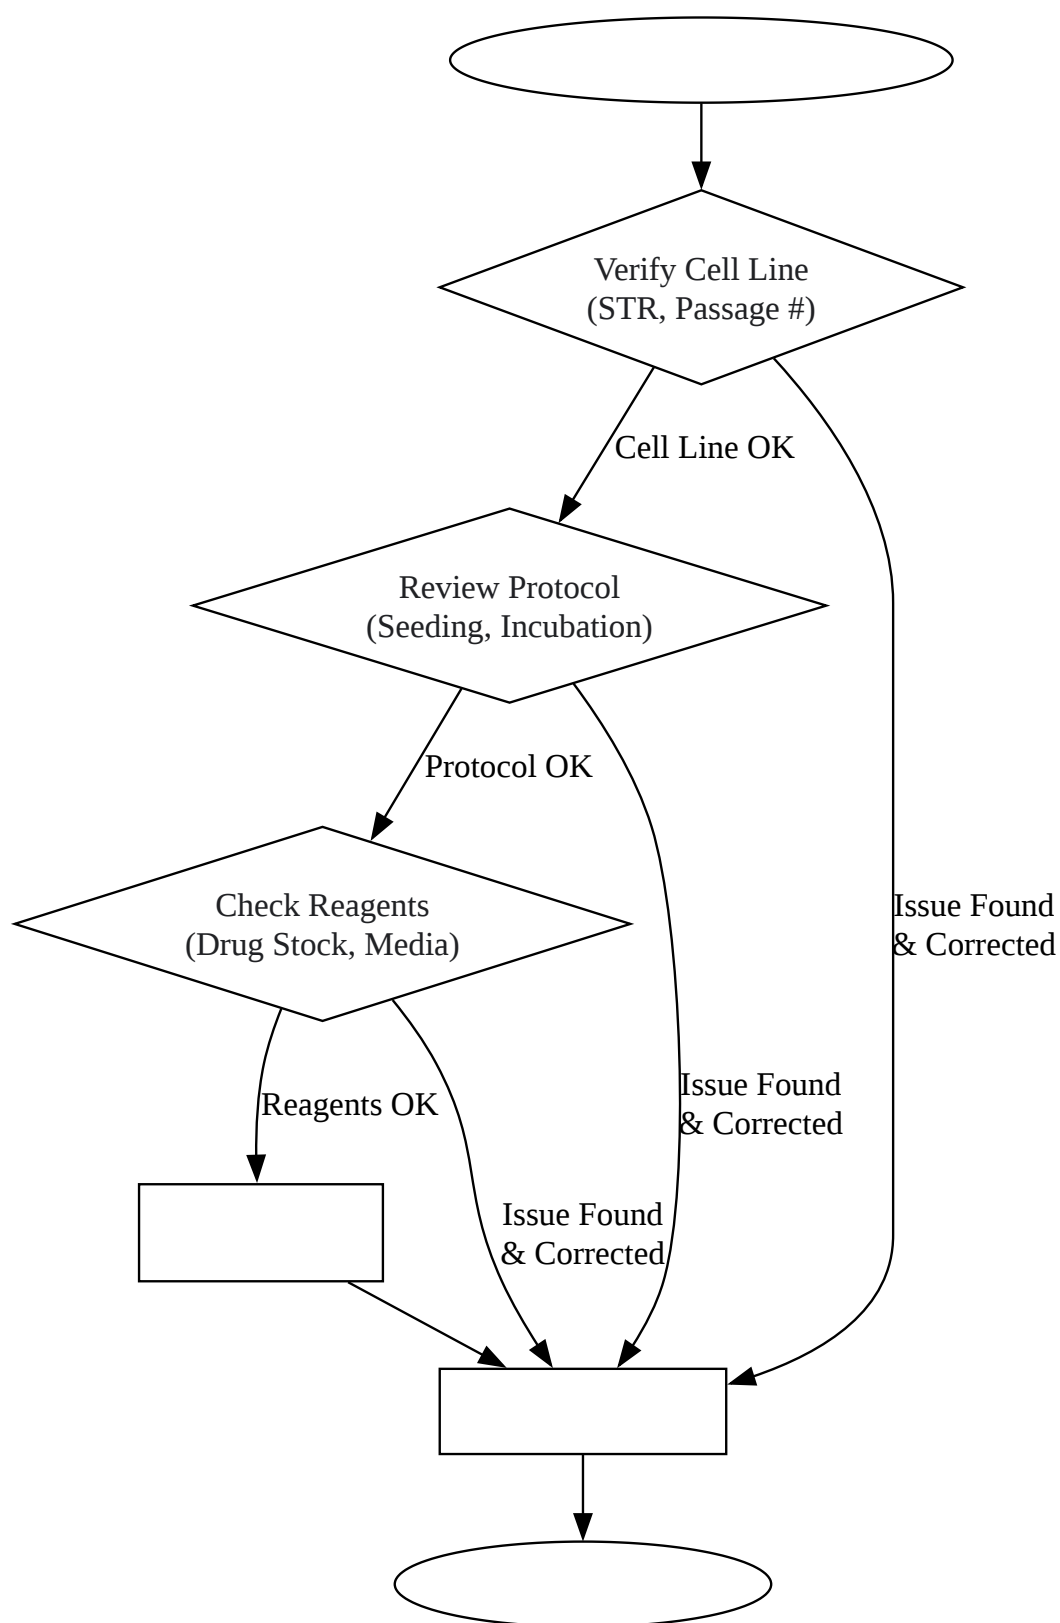 Verify Cell Line
(STR, Passage #)
Cell Line OK
Review Protocol
(Seeding, Incubation)
Protocol OK
Check Reagents
(Drug Stock, Media)
Issue Found
& Corrected
Issue Found
& Corrected
Reagents OK
Issue Found
& Corrected